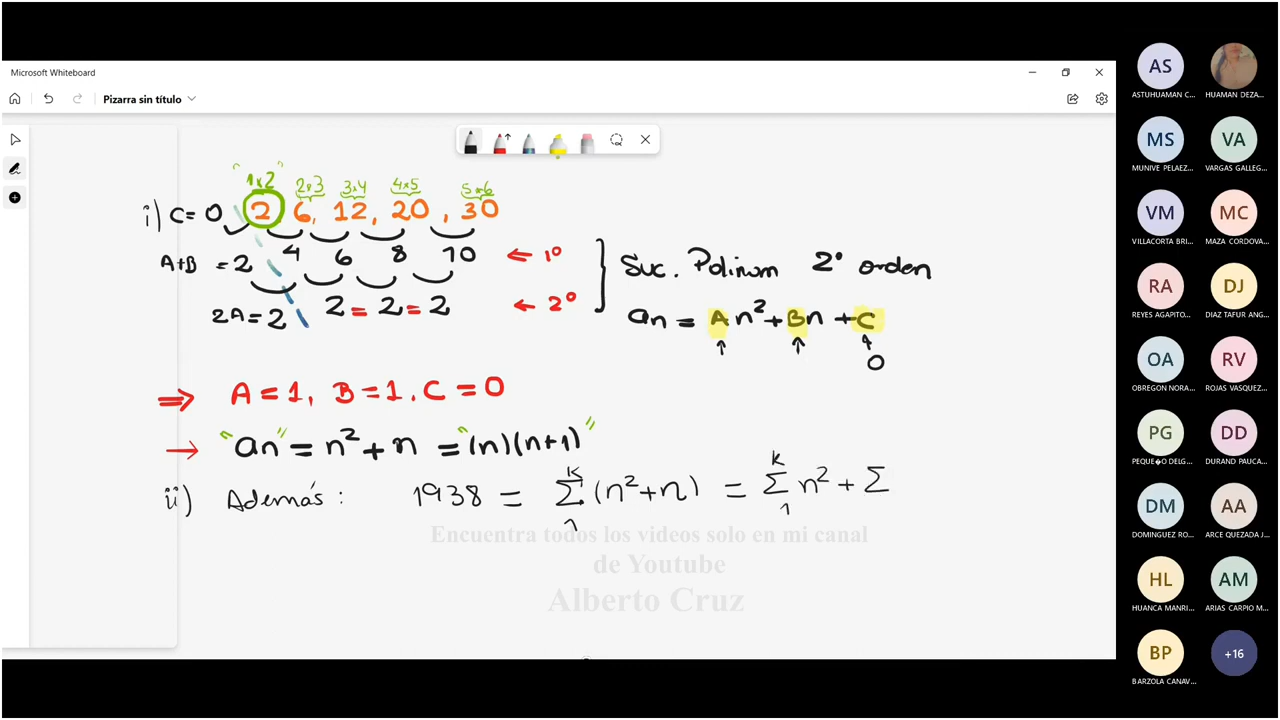 Microsoft Whiteboard
Pizarra sin título
"1x2" 2x3 3x4 4x5 5x6
i) C = 0 2 6, 12, 20, 30
A+B = 2 4 6 8 10 ← 1°
2A = 2 2 = 2 = 2 ← 2°
Suc. Polinom 2° orden
an = An² + Bn + C
0
⇒ A = 1, B = 1. C = 0
→ "an" = n² + n = "(n)(n+1)"
ii) Además: 1938 = Σ₁ᴷ (n²+n) = Σ₁ᴷ n² + Σ
Encuentra todos los videos solo en mi canal
de Youtube
Alberto Cruz
AS
ASTUHUAMAN C...
HUAMAN DEZA...
MS
MUNIVE PELAEZ...
VA
VARGAS GALLEG...
VM
VILLACORTA BRI...
MC
MAZA CORDOVA...
RA
REYES AGAPITO...
DJ
DIAZ TAFUR ANG...
OA
OBREGON NORA...
RV
ROJAS VASQUEZ...
PG
PEQUE�O DELG...
DD
DURAND PAUCA...
DM
DOMINGUEZ RO...
AA
ARCE QUEZADA J...
HL
HUANCA MANRI...
AM
ARIAS CARPIO M...
BP
BARZOLA CANAV...
+16